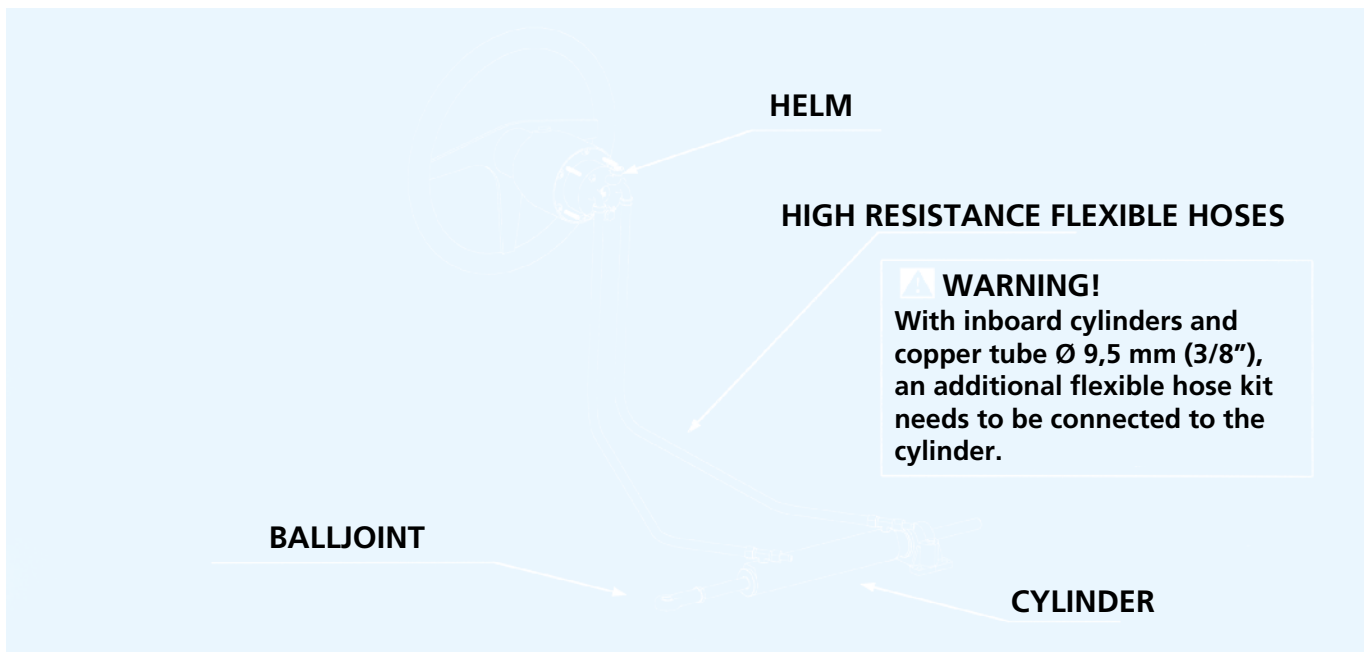 HELM
HIGH RESISTANCE FLEXIBLE HOSES
WARNING!
With inboard cylinders and
copper tube Ø 9,5 mm (3/8”),
an additional flexible hose kit
needs to be connected to the
cylinder.
BALLJOINT
CYLINDER